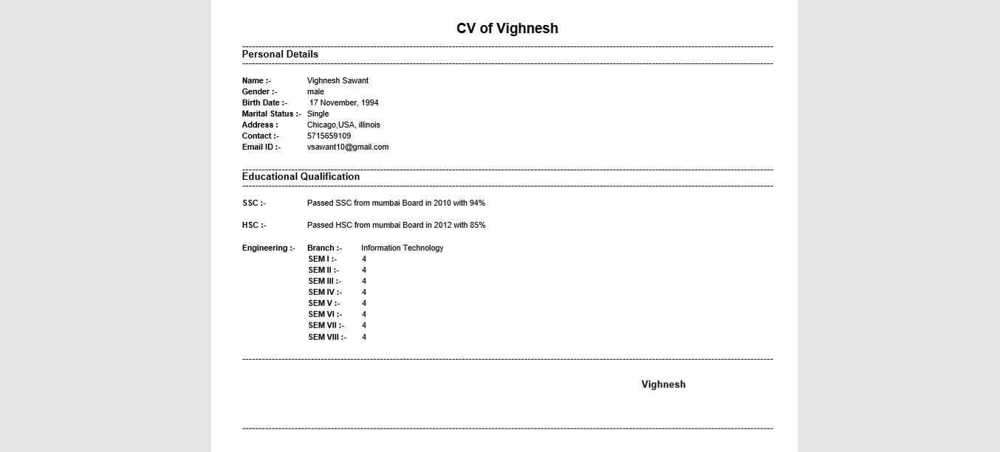 CV of Vighnesh
Personal Details
Name :- Vighnesh Sawant
Gender :- male
Birth Date :- 17 November, 1994
Marital Status :- Single
Address : Chicago,USA, illinois
Contact :- 5715659109
Email ID :- vsawant10@gmail.com
Educational Qualification
SSC :- Passed SSC from mumbai Board in 2010 with 94%
HSC :- Passed HSC from mumbai Board in 2012 with 85%
Engineering :- Branch :- Information Technology
SEM I :- 4
SEM II :- 4
SEM III :- 4
SEM IV :- 4
SEM V :- 4
SEM VI :- 4
SEM VII :- 4
SEM VIII :- 4
Vighnesh